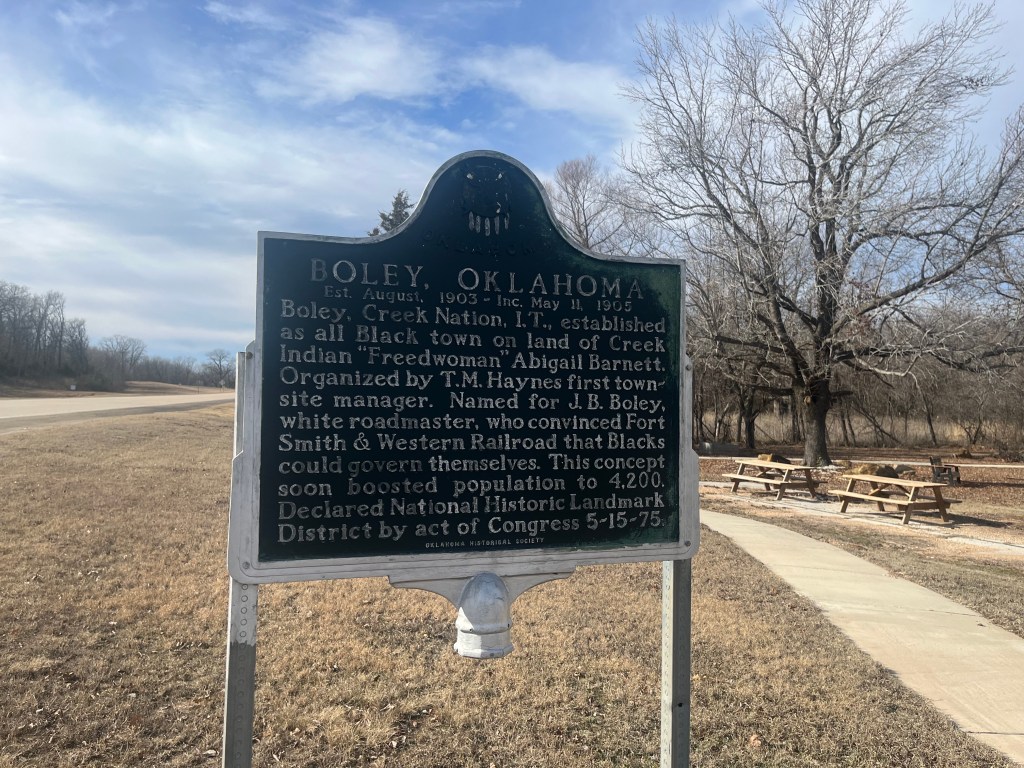 BOLEY, OKLAHOMA
Est. August, 1903 - Inc. May 11, 1905
Boley, Creek Nation, I.T., established
as all Black town on land of Creek
Indian "Freedwoman" Abigail Barnett.
Organized by T.M. Haynes first town-
site manager. Named for J.B. Boley,
white roadmaster, who convinced Fort
Smith & Western Railroad that Blacks
could govern themselves. This concept
soon boosted population to 4,200.
Declared National Historic Landmark
District by act of Congress 5-15-75.
OKLAHOMA HISTORICAL SOCIETY